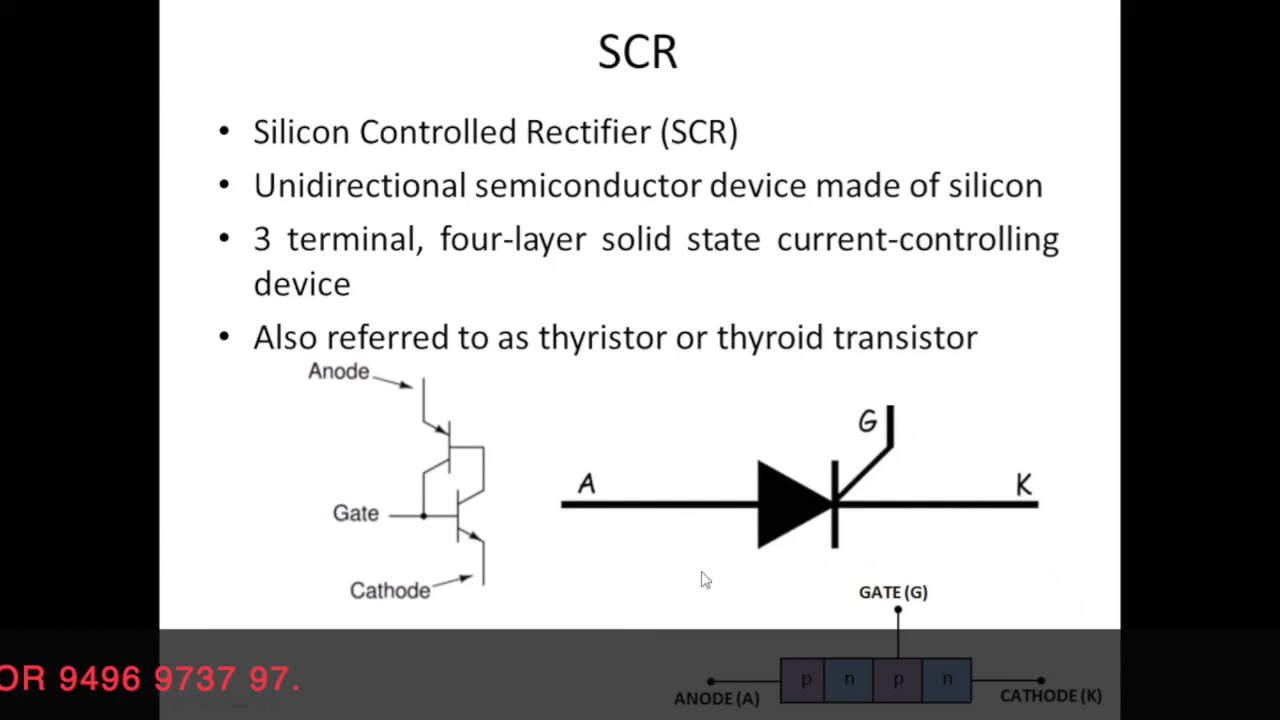 SCR
• Silicon Controlled Rectifier (SCR)
• Unidirectional semiconductor device made of silicon
• 3 terminal, four-layer solid state current-controlling
device
• Also referred to as thyristor or thyroid transistor
Anode
Gate
Cathode
A
G
K
GATE (G)
p n p n
ANODE (A)
CATHODE (K)
OR 9496 9737 97.